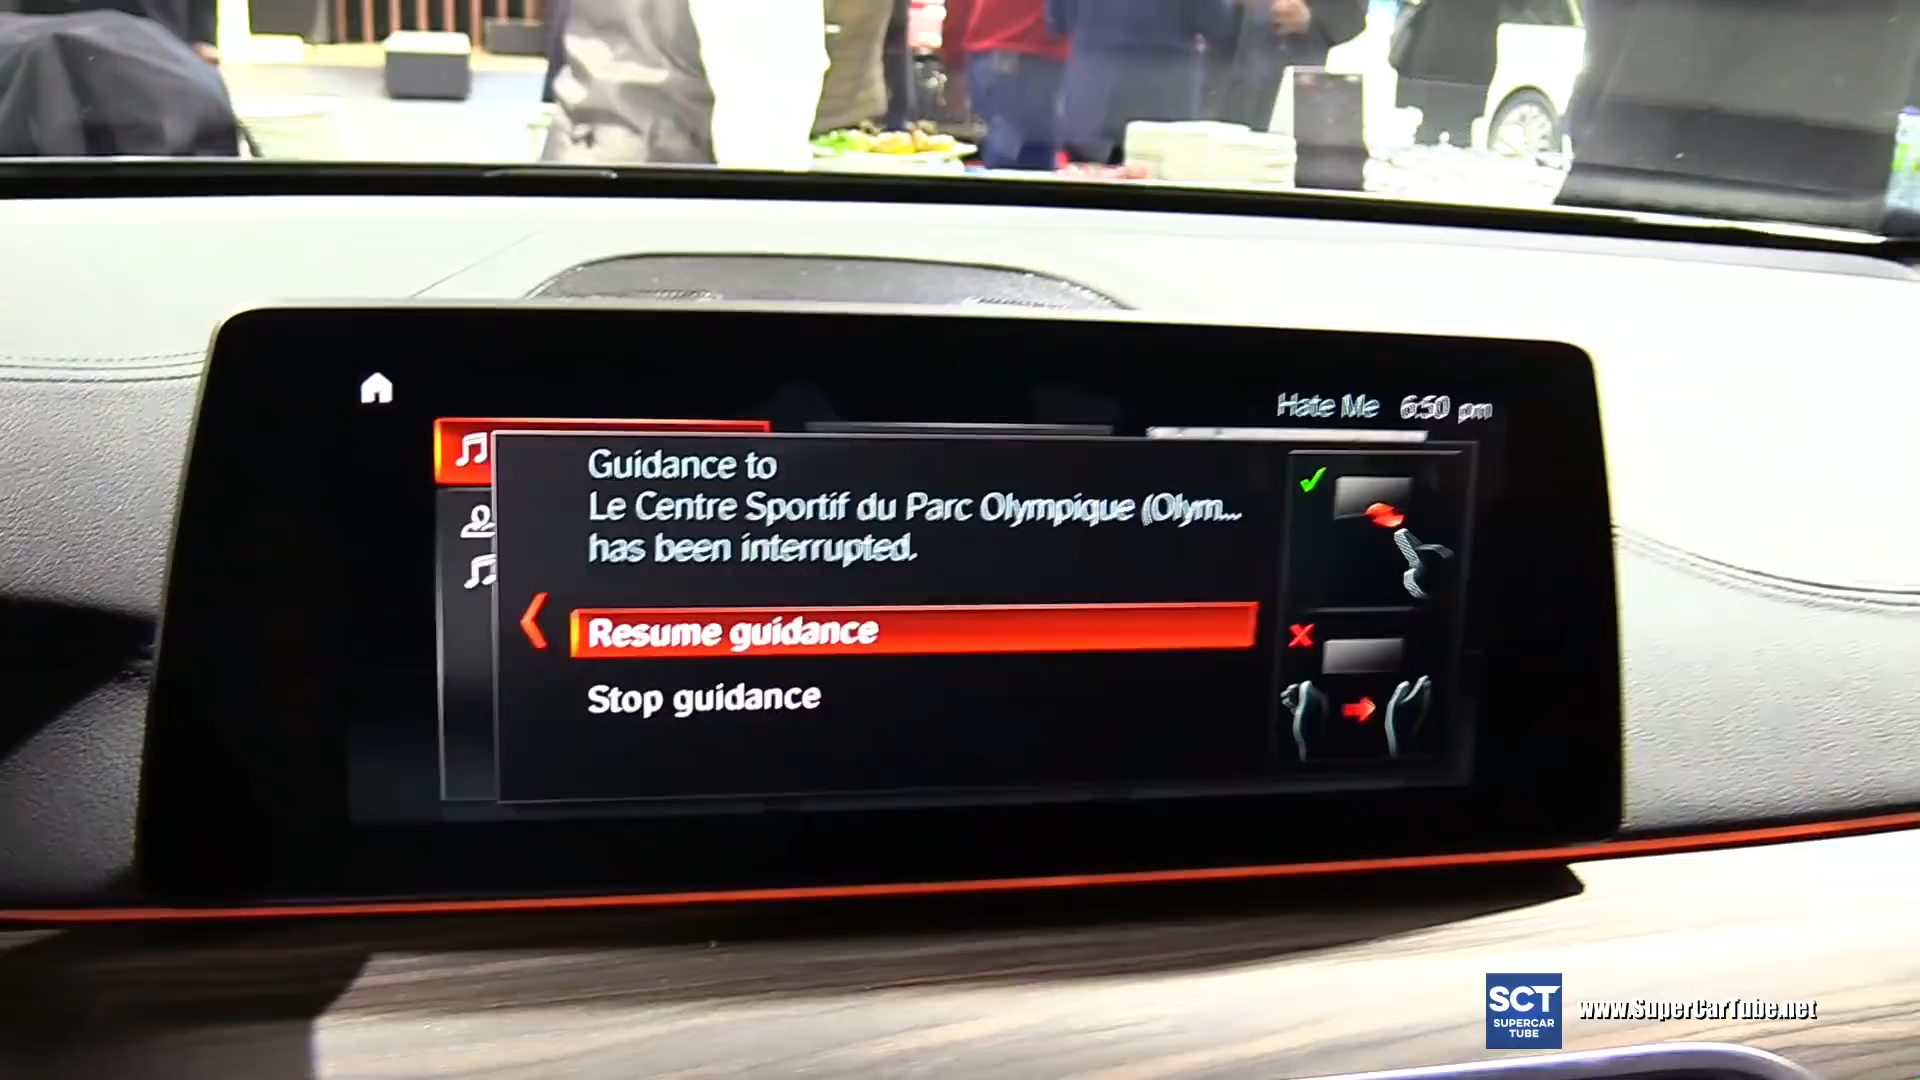 Hate Me 6:50 pm
Guidance to
Le Centre Sportif du Parc Olympique (Olym...
has been interrupted.
Resume guidance
Stop guidance
SCT
SUPERCAR
TUBE
www.SuperCarTube.net